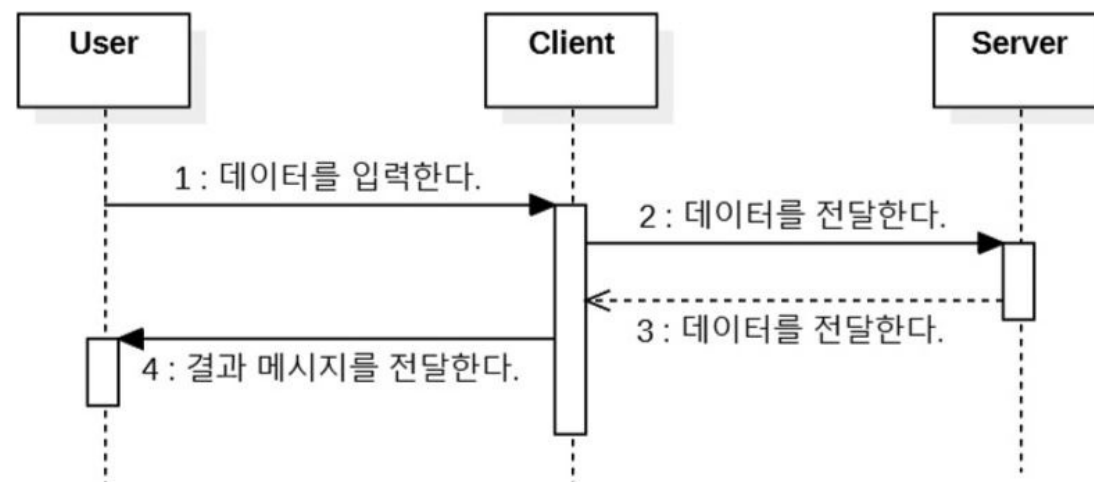 User
Client
Server
1 : 데이터를 입력한다.
2 : 데이터를 전달한다.
3 : 데이터를 전달한다.
4 : 결과 메시지를 전달한다.